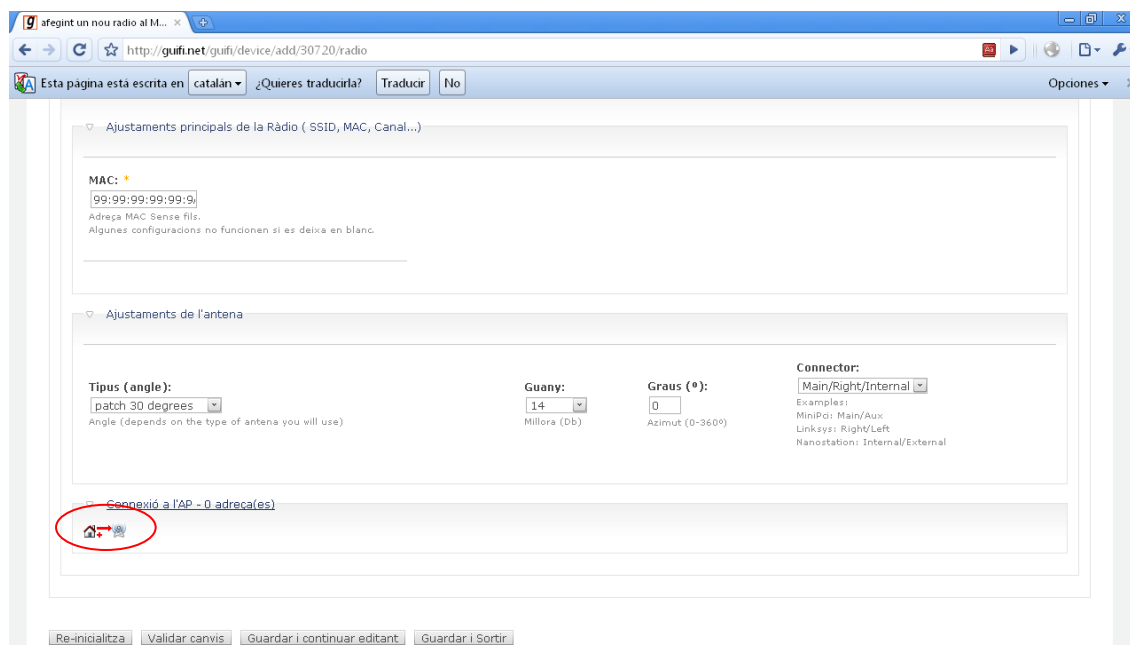 afegint un nou radio al M...
http://guifi.net/guifi/device/add/30720/radio
Esta página está escrita en catalán ¿Quieres traducirla? Traducir No Opciones
Ajustaments principals de la Ràdio ( SSID, MAC, Canal...)
MAC: *
99:99:99:99:99:9
Adreça MAC Sense fils.
Algunes configuracions no funcionen si es deixa en blanc.
Ajustaments de l'antena
Tipus (angle):
patch 30 degrees
Angle (depends on the type of antena you will use)
Guany:
14
Millora (Db)
Graus (º):
0
Azimut (0-360º)
Connector:
Main/Right/Internal
Examples:
MiniPci: Main/Aux
Linksys: Right/Left
Nanostation: Internal/External
Connexió a l'AP - 0 adreça(es)
Re-inicialitza Validar canvis Guardar i continuar editant Guardar i Sortir